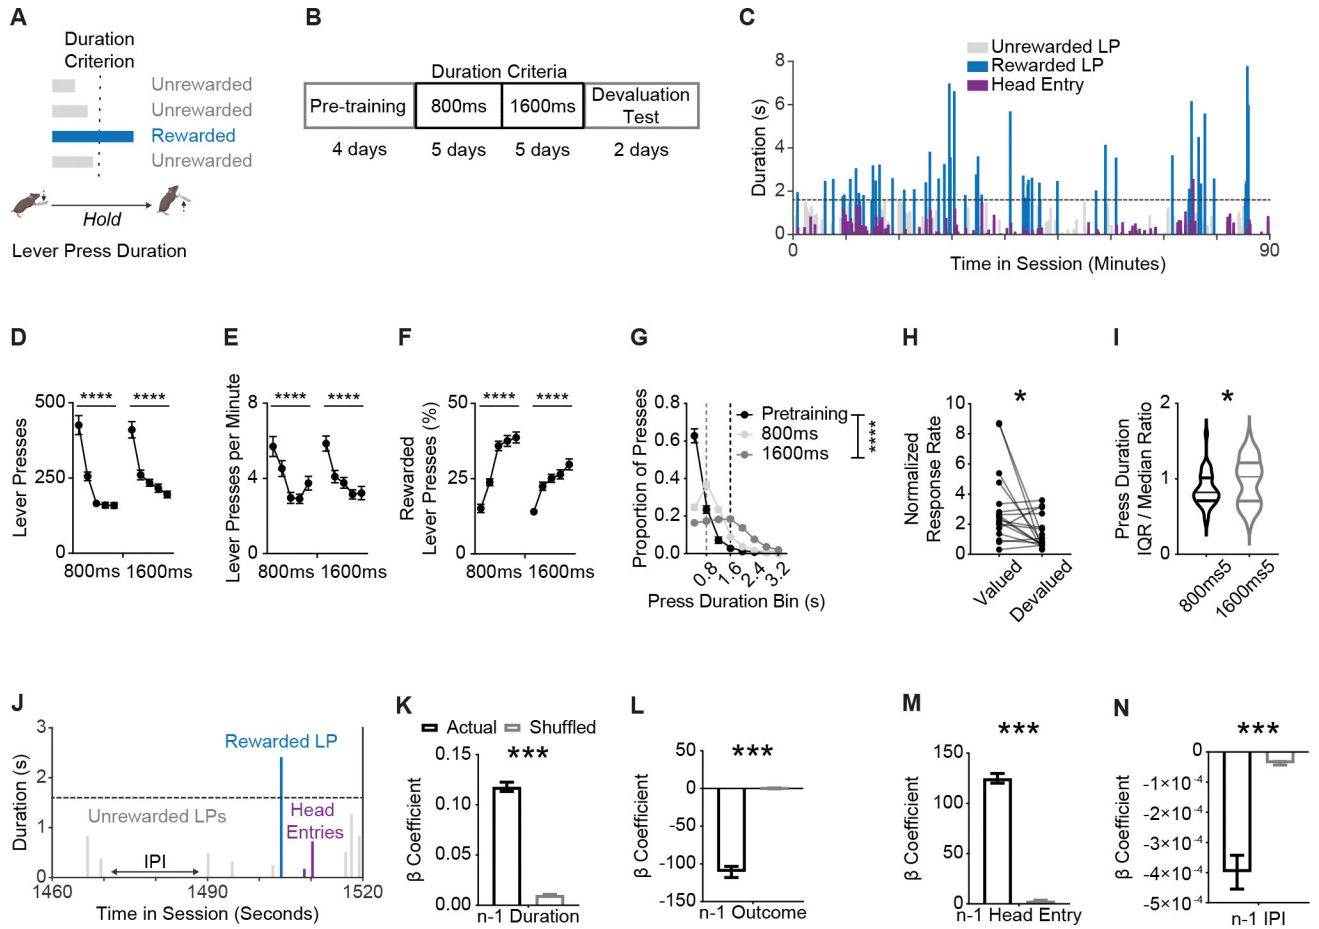 A
Duration
Criterion
Unrewarded
Unrewarded
Rewarded
Unrewarded
Hold
Lever Press Duration
B
Duration Criteria
Pre-training
800ms
1600ms
Devaluation
Test
4 days
5 days
5 days
2 days
C
Unrewarded LP
Rewarded LP
Head Entry
Duration (s)
8
6
4
2
0
0
90
Time in Session (Minutes)
D
Lever Presses
500
250
0
****
****
800ms 1600ms
E
Lever Presses per Minute
8
4
0
****
****
800ms 1600ms
F
Rewarded
Lever Presses (%)
50
25
0
****
****
800ms 1600ms
G
Proportion of Presses
0.8
0.6
0.4
0.2
0.0
Pretraining
800ms
1600ms
****
0.8
1.6
2.4
3.2
Press Duration Bin (s)
H
Normalized
Response Rate
10
8
6
4
2
0
*
Valued
Devalued
I
Press Duration
IQR / Median Ratio
2
1
0
*
800ms5
1600ms5
J
Duration (s)
3
2
1
0
Rewarded LP
Unrewarded LPs
Head
Entries
IPI
1460
1490
1520
Time in Session (Seconds)
K
Actual
Shuffled
β Coefficient
0.15
0.10
0.05
0.00
***
n-1 Duration
L
β Coefficient
50
0
-50
-100
-150
***
n-1 Outcome
M
β Coefficient
150
100
50
0
***
n-1 Head Entry
N
β Coefficient
0
-1×10⁻⁴
-2×10⁻⁴
-3×10⁻⁴
-4×10⁻⁴
-5×10⁻⁴
***
n-1 IPI